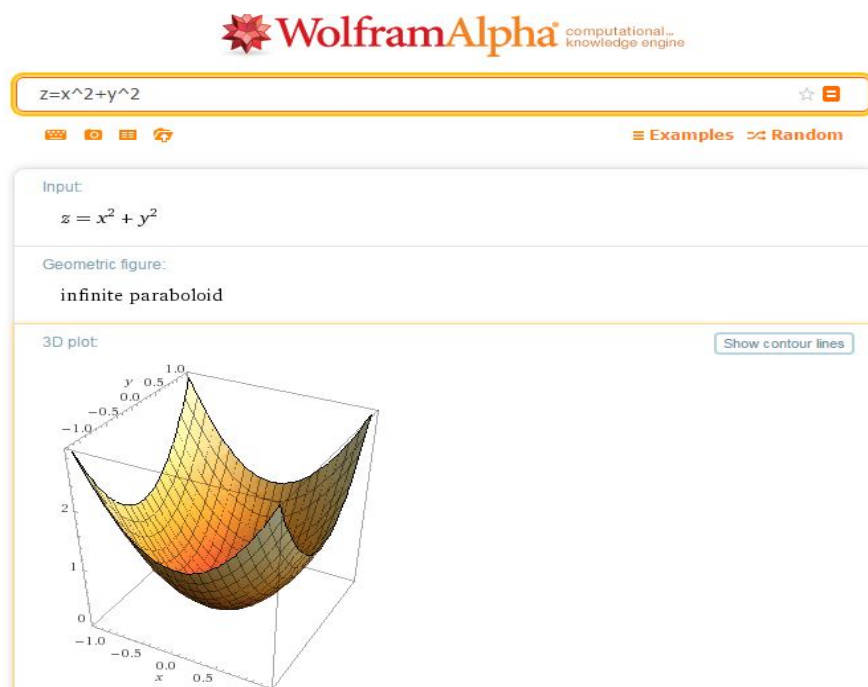 WolframAlpha computational...
knowledge engine
z=x^2+y^2
Examples Random
Input:
z = x² + y²
Geometric figure:
infinite paraboloid
3D plot:
Show contour lines
1.0
y 0.5
0.0
−0.5
−1.0
2
1
0
−1.0
−0.5
0.0
x 0.5